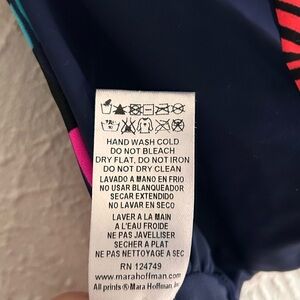 HAND WASH COLD
DO NOT BLEACH
DRY FLAT, DO NOT IRON
DO NOT DRY CLEAN
LAVADO A MANO EN FRIO
NO USAR BLANQUEADOR
SECAR EXTENDIDO
NO LAVAR EN SECO
LAVER A LA MAIN
A L'EAU FROIDE
NE PAS JAVELLISER
SECHER A PLAT
NE PAS NETTOYAGE A SEC
RN 124749
www.marahoffman.com
All prints ® Mara Hoffman Inc